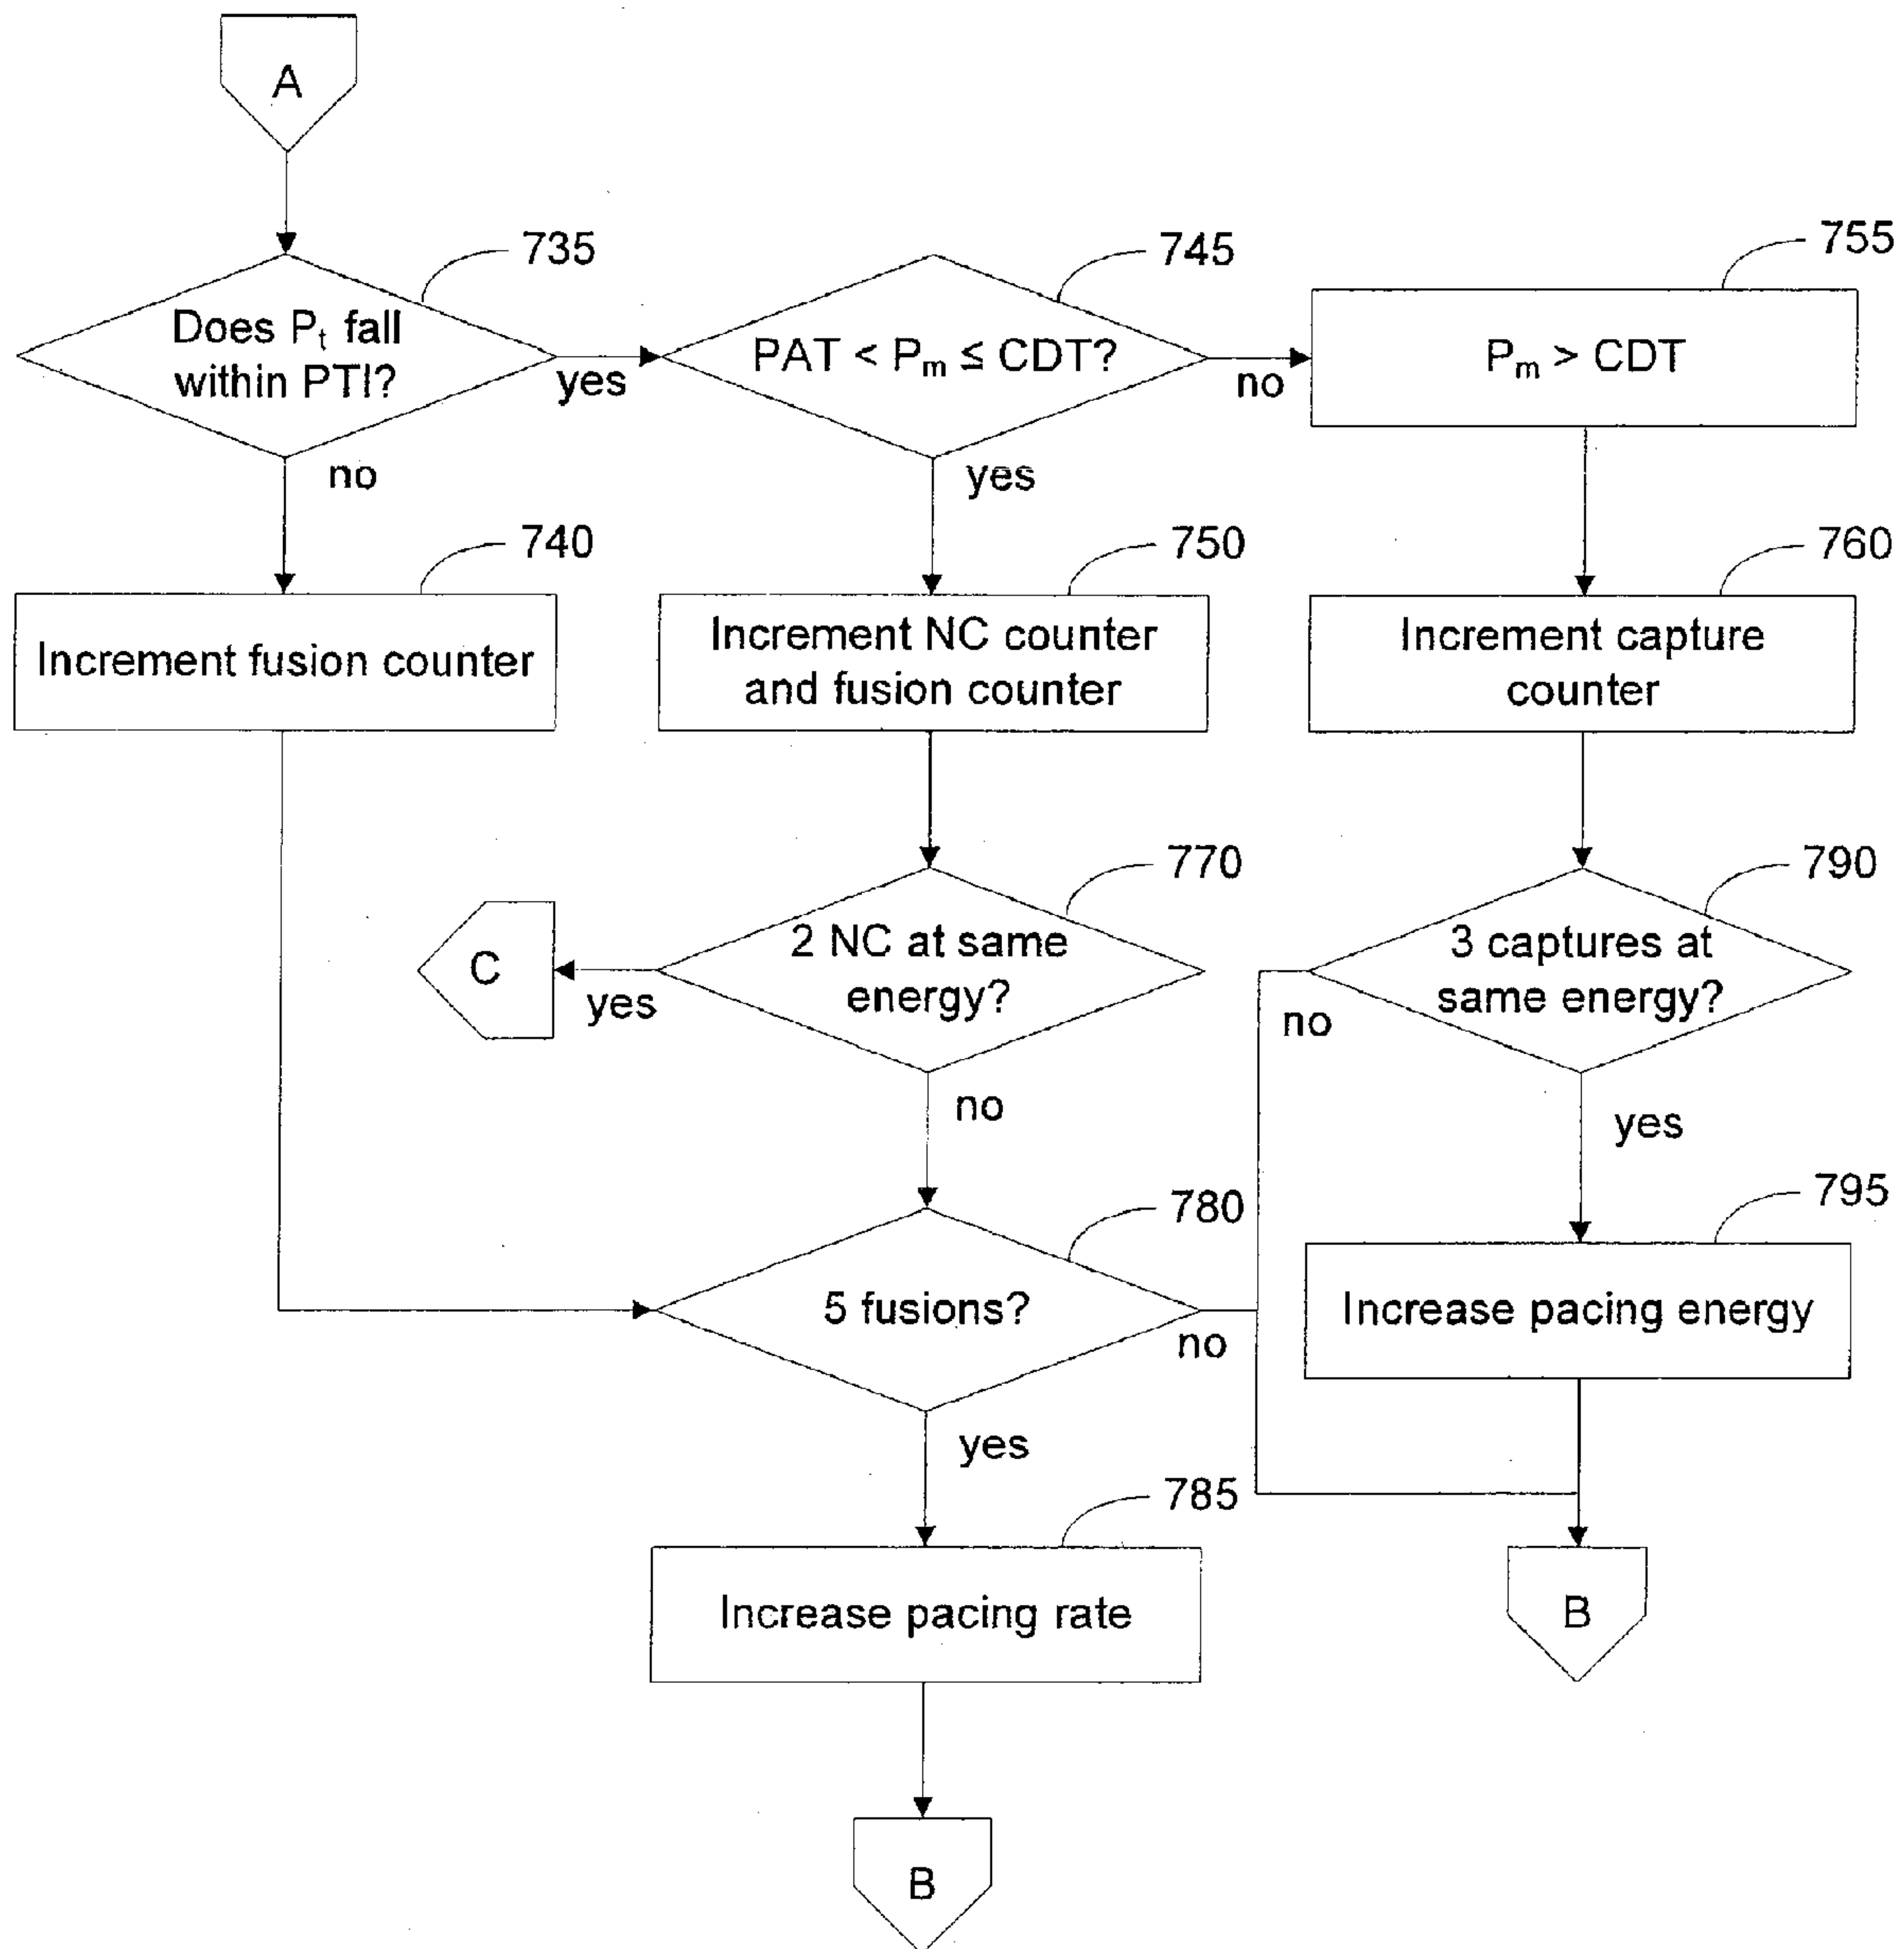 A
735
Does Pt fall
within PTI?
yes
no
745
PAT < Pm ≤ CDT?
no
yes
755
Pm > CDT
740
Increment fusion counter
750
Increment NC counter
and fusion counter
760
Increment capture
counter
770
2 NC at same
energy?
yes
C
no
790
3 captures at
same energy?
no
yes
780
5 fusions?
no
yes
795
Increase pacing energy
785
Increase pacing rate
B
B